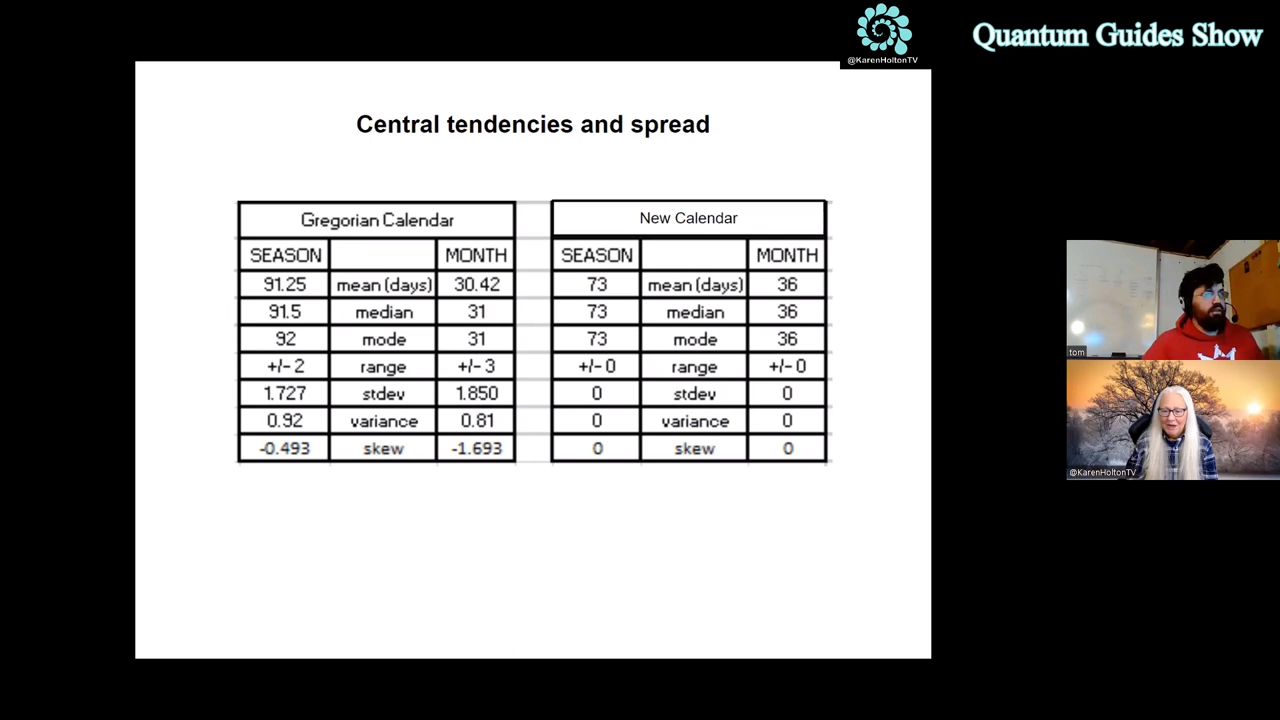 @KarenHoltonTV
Quantum Guides Show
Central tendencies and spread
Gregorian Calendar
SEASON MONTH
91.25 mean (days) 30.42
91.5 median 31
92 mode 31
+/- 2 range +/- 3
1.727 stdev 1.850
0.92 variance 0.81
-0.493 skew -1.693
New Calendar
SEASON MONTH
73 mean (days) 36
73 median 36
73 mode 36
+/- 0 range +/- 0
0 stdev 0
0 variance 0
0 skew 0
tom
@KarenHoltonTV